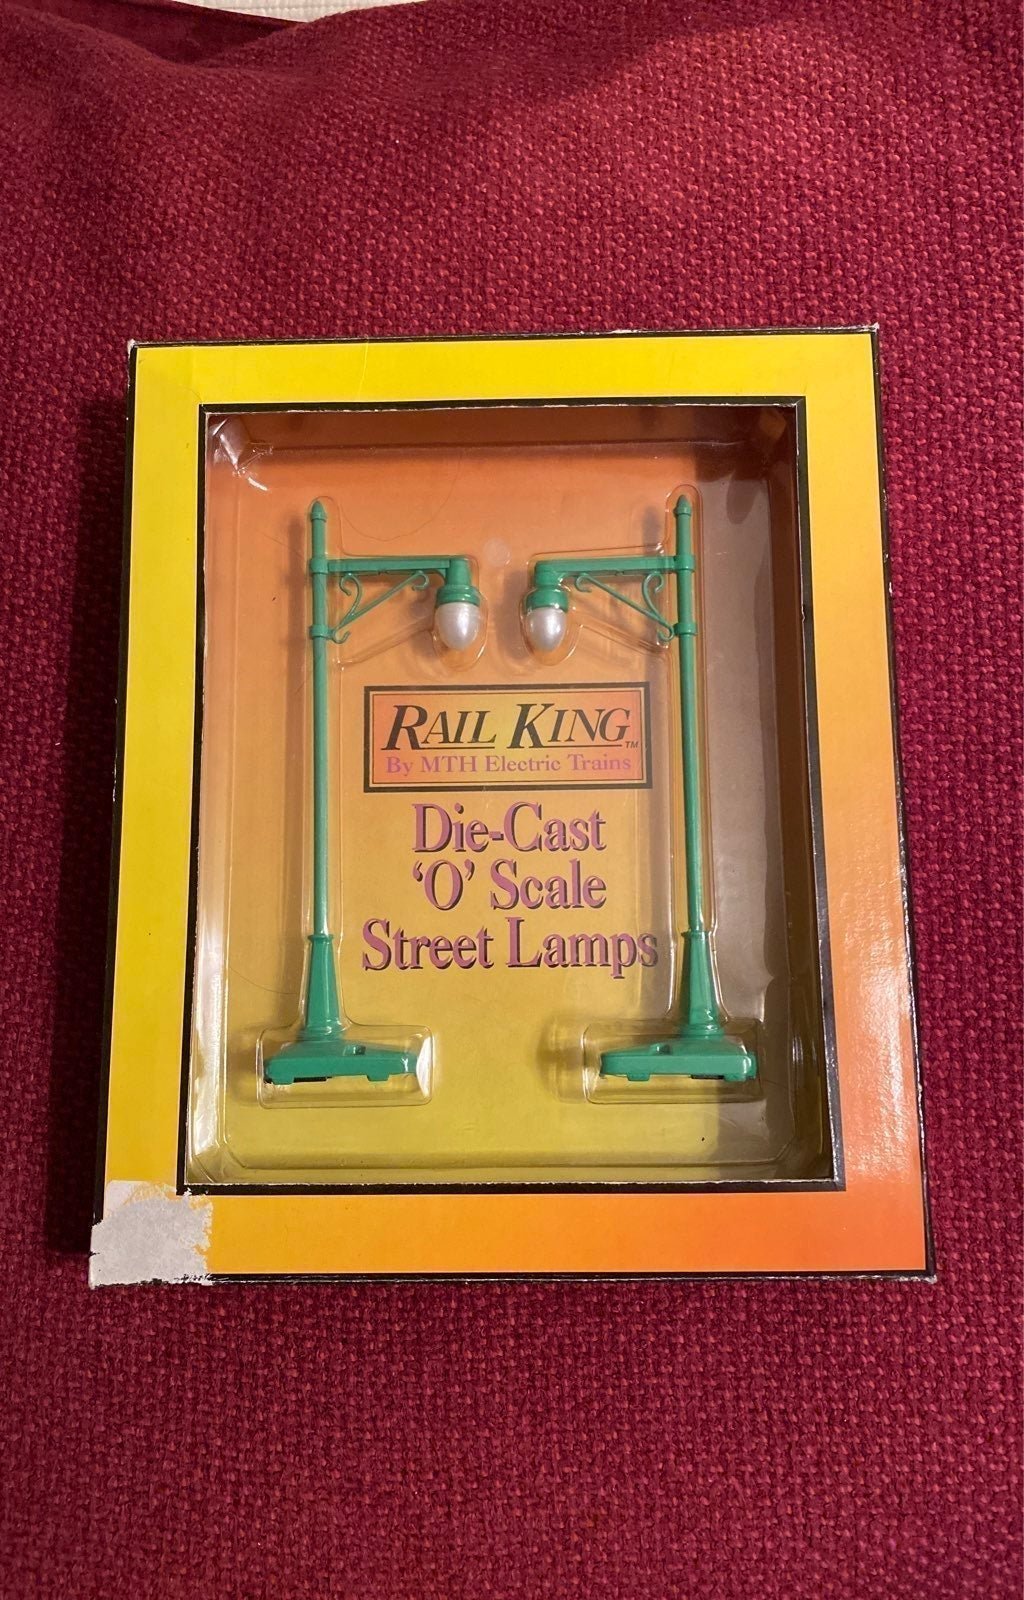 RAIL KING™
By MTH Electric Trains
Die-Cast
‘O’ Scale
Street Lamps